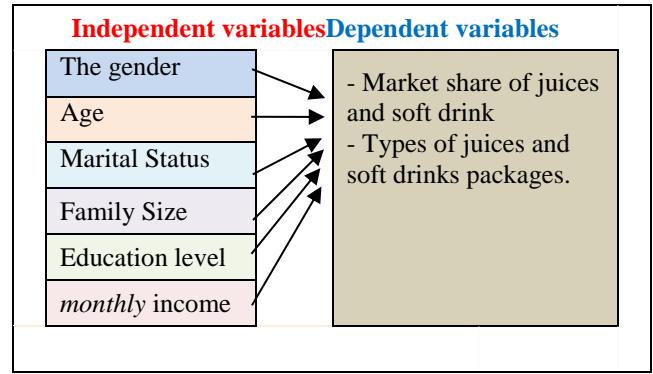 Independent variablesDependent variables
The gender
Age
Marital Status
Family Size
Education level
monthly income
- Market share of juices
and soft drink
- Types of juices and
soft drinks packages.